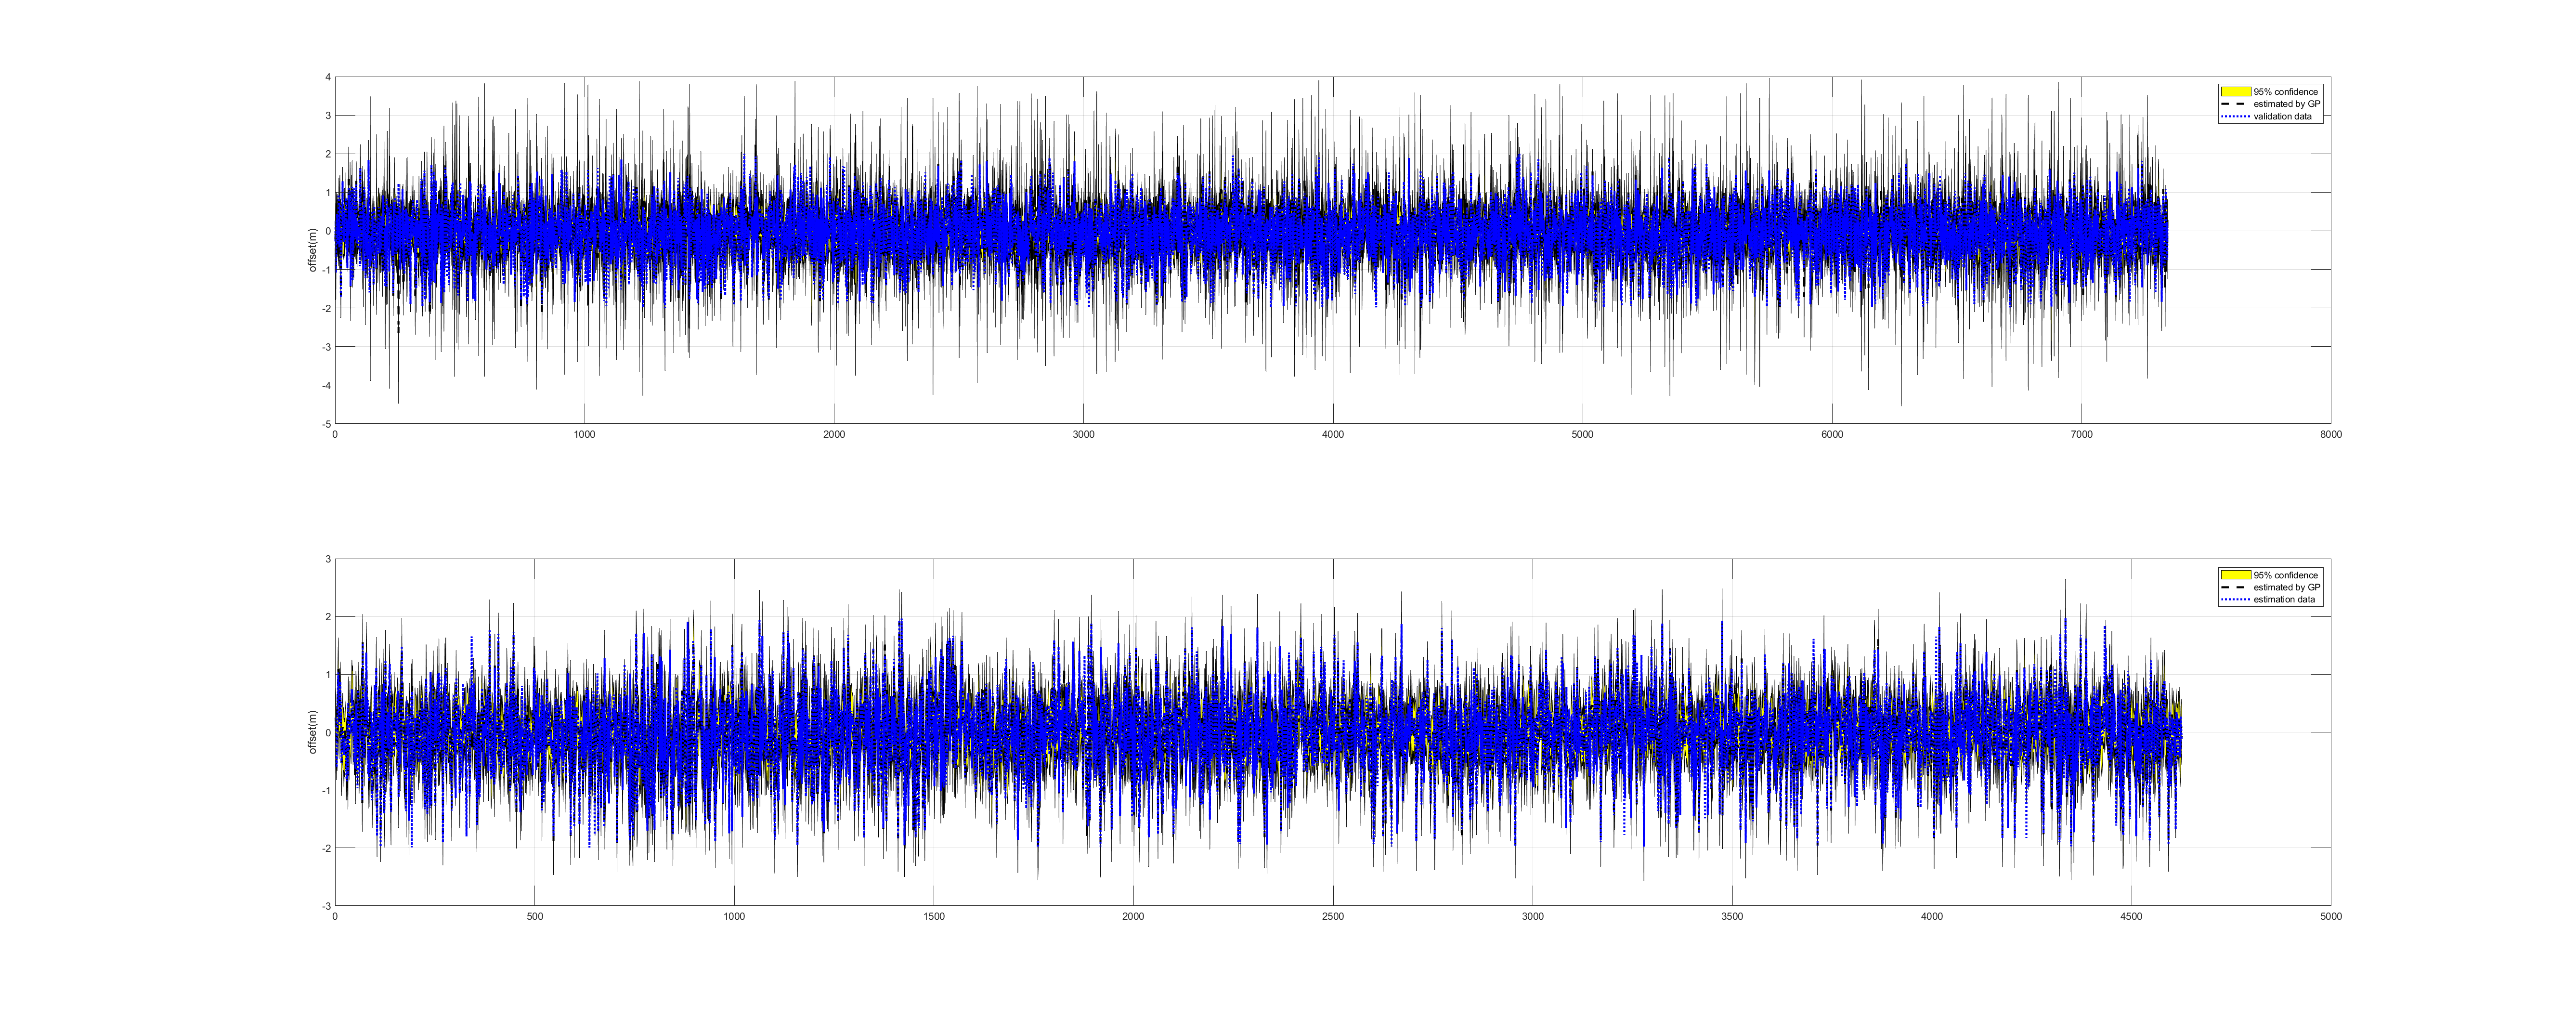 4
3
2
1
0
-1
-2
-3
-4
-5
offset(m)
95% confidence
estimated by GP
validation data
0 1000 2000 3000 4000 5000 6000 7000 8000
3
2
1
0
-1
-2
-3
offset(m)
95% confidence
estimated by GP
estimation data
0 500 1000 1500 2000 2500 3000 3500 4000 4500 5000